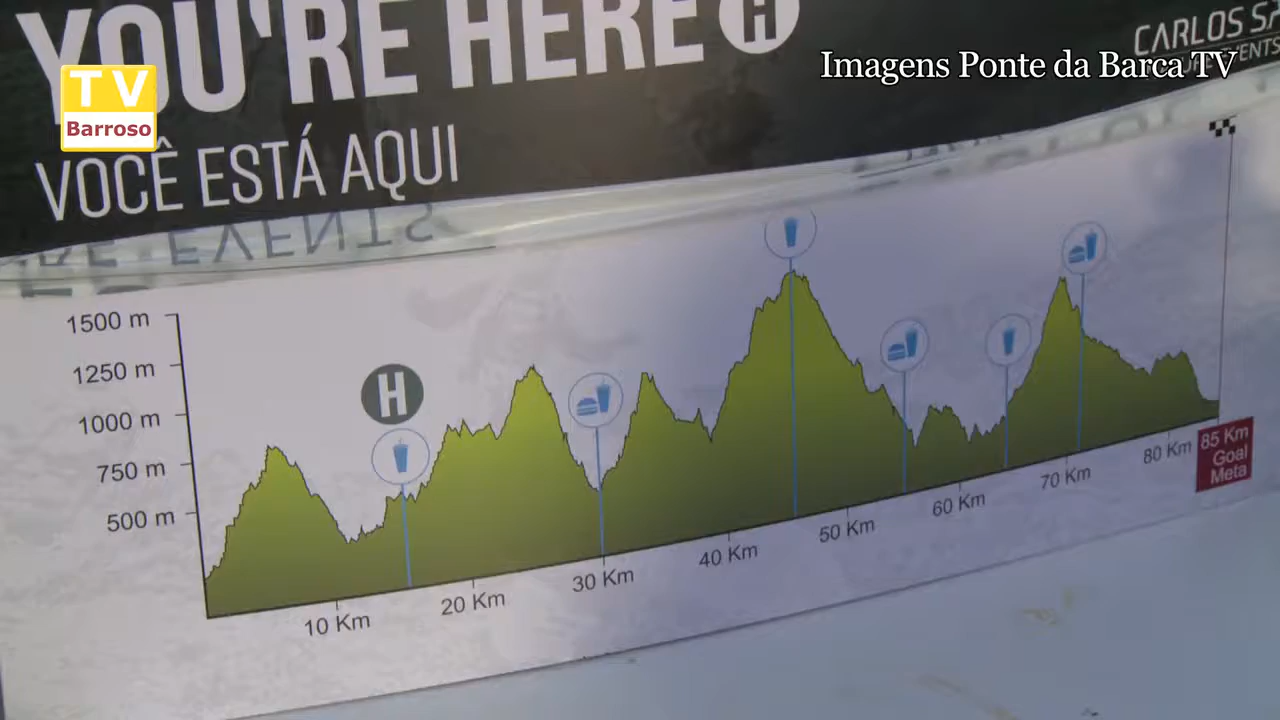 YOU'RE HERE H
VOCÊ ESTÁ AQUI
TV
Barroso
Imagens Ponte da Barca TV
CARLOS
EVENTS
1500 m
1250 m
1000 m
750 m
500 m
H
10 Km
20 Km
30 Km
40 Km
50 Km
60 Km
70 Km
80 Km
85 Km
Goal
Meta